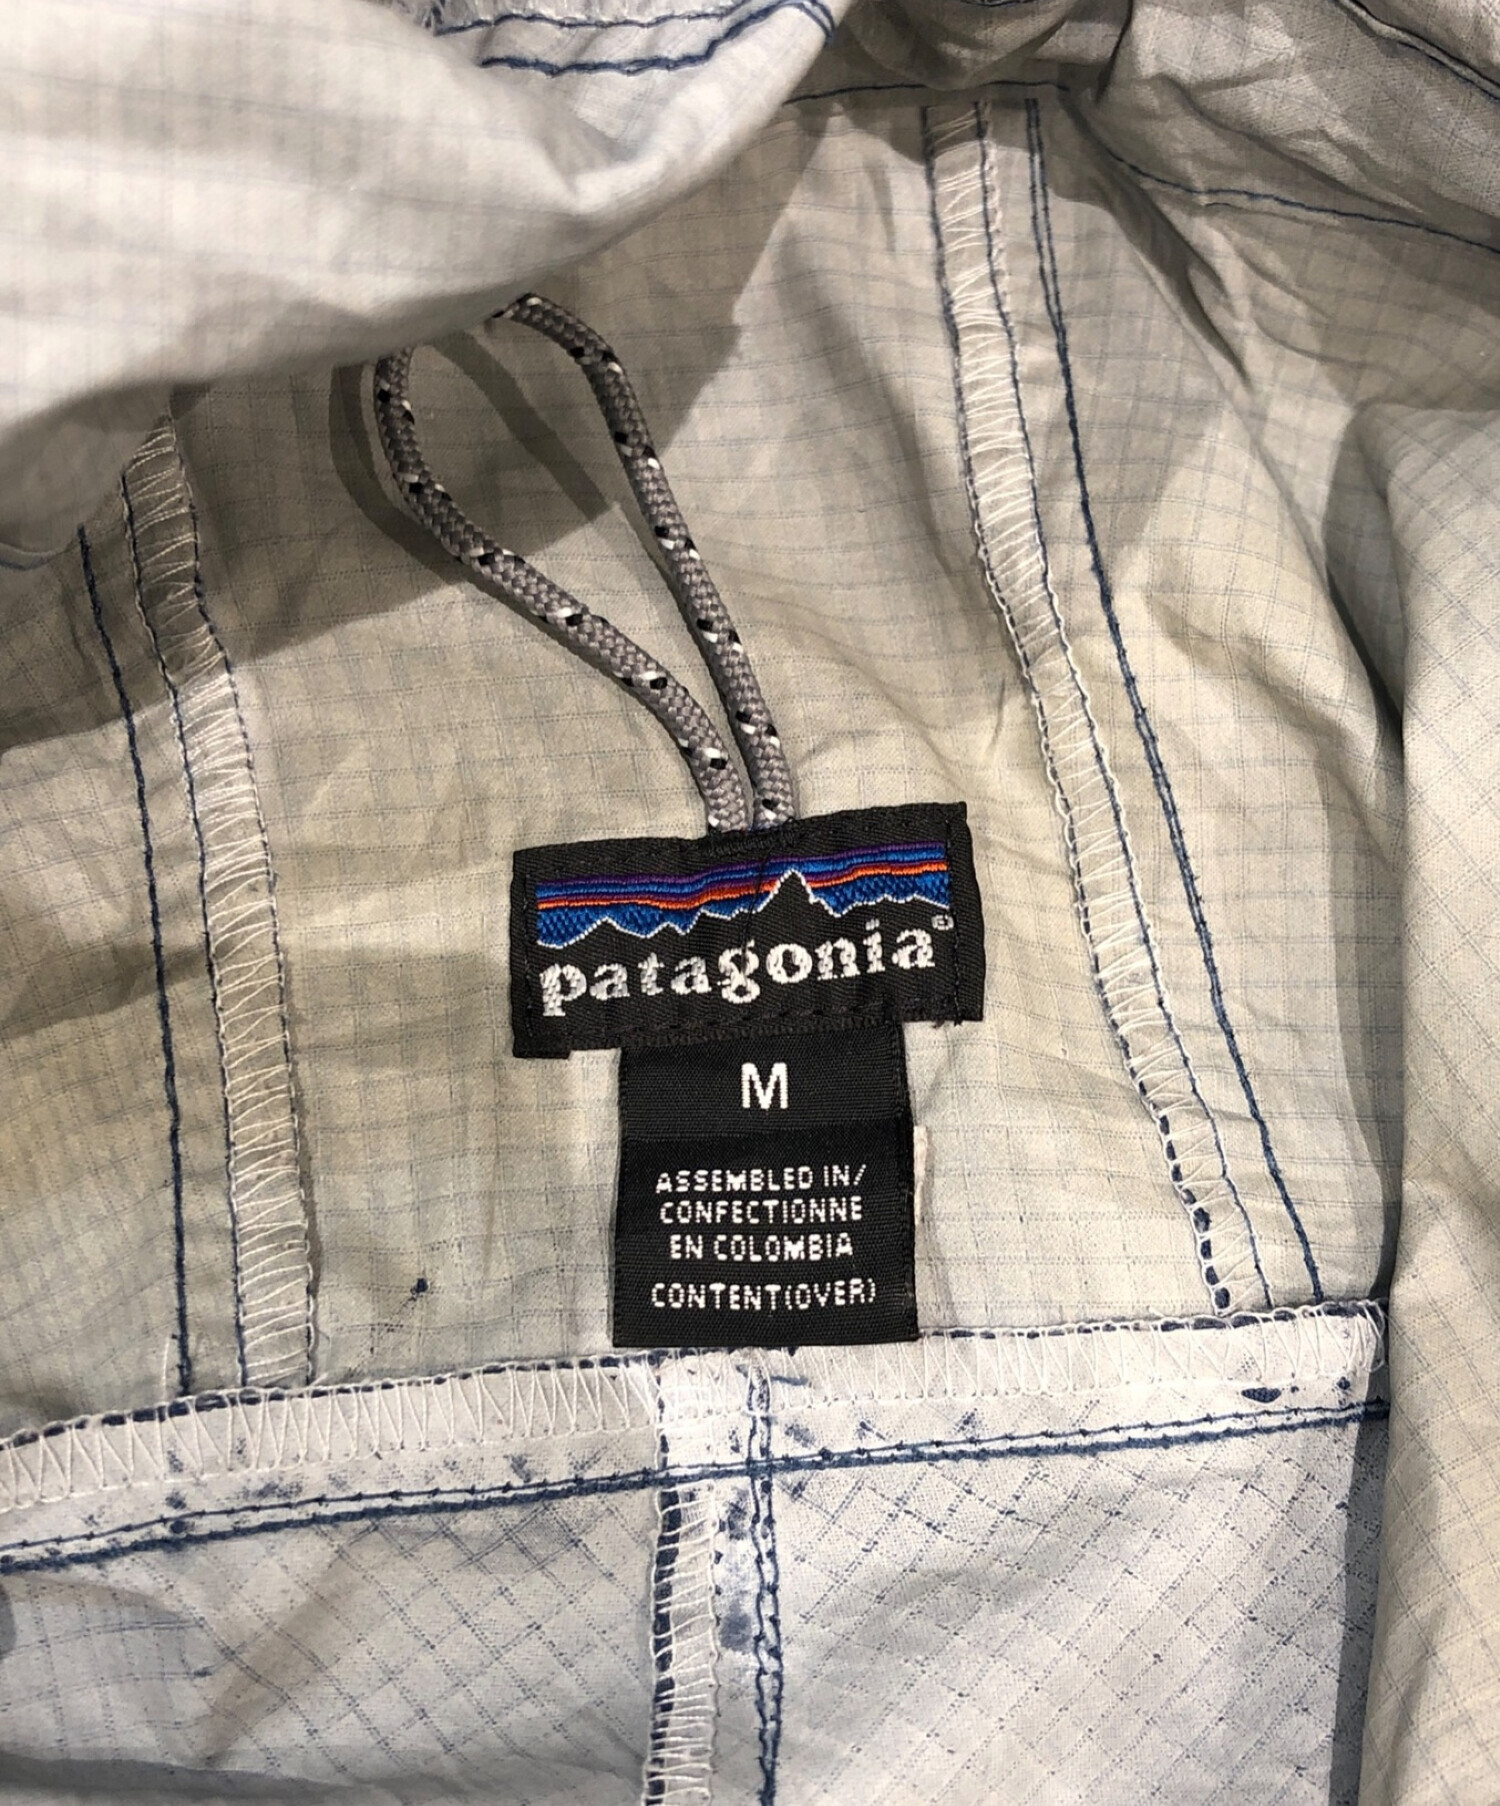 patagonia®
M
ASSEMBLED IN/
CONFECTIONNE
EN COLOMBIA
CONTENT(OVER)